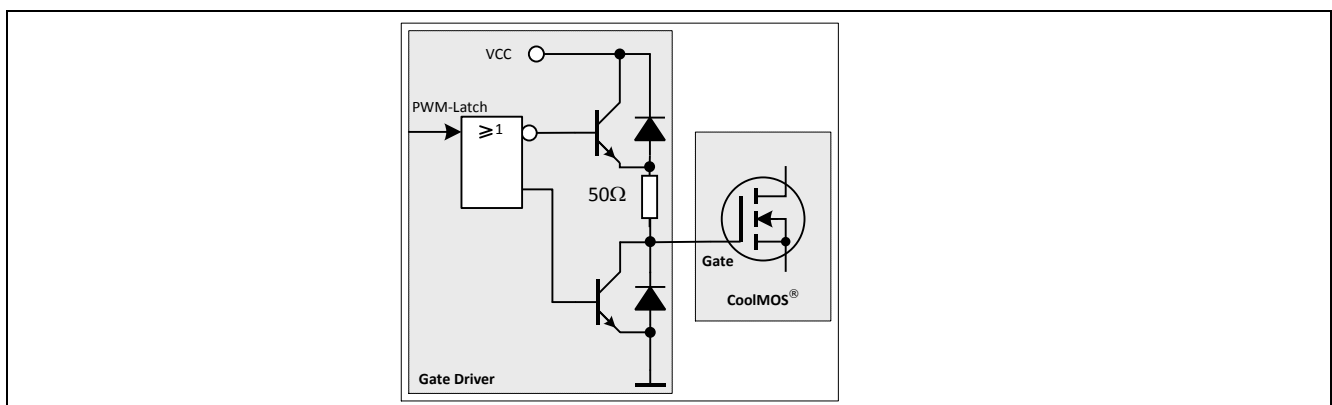 VCC
PWM-Latch
≥1
50Ω
Gate
CoolMOS®
Gate Driver